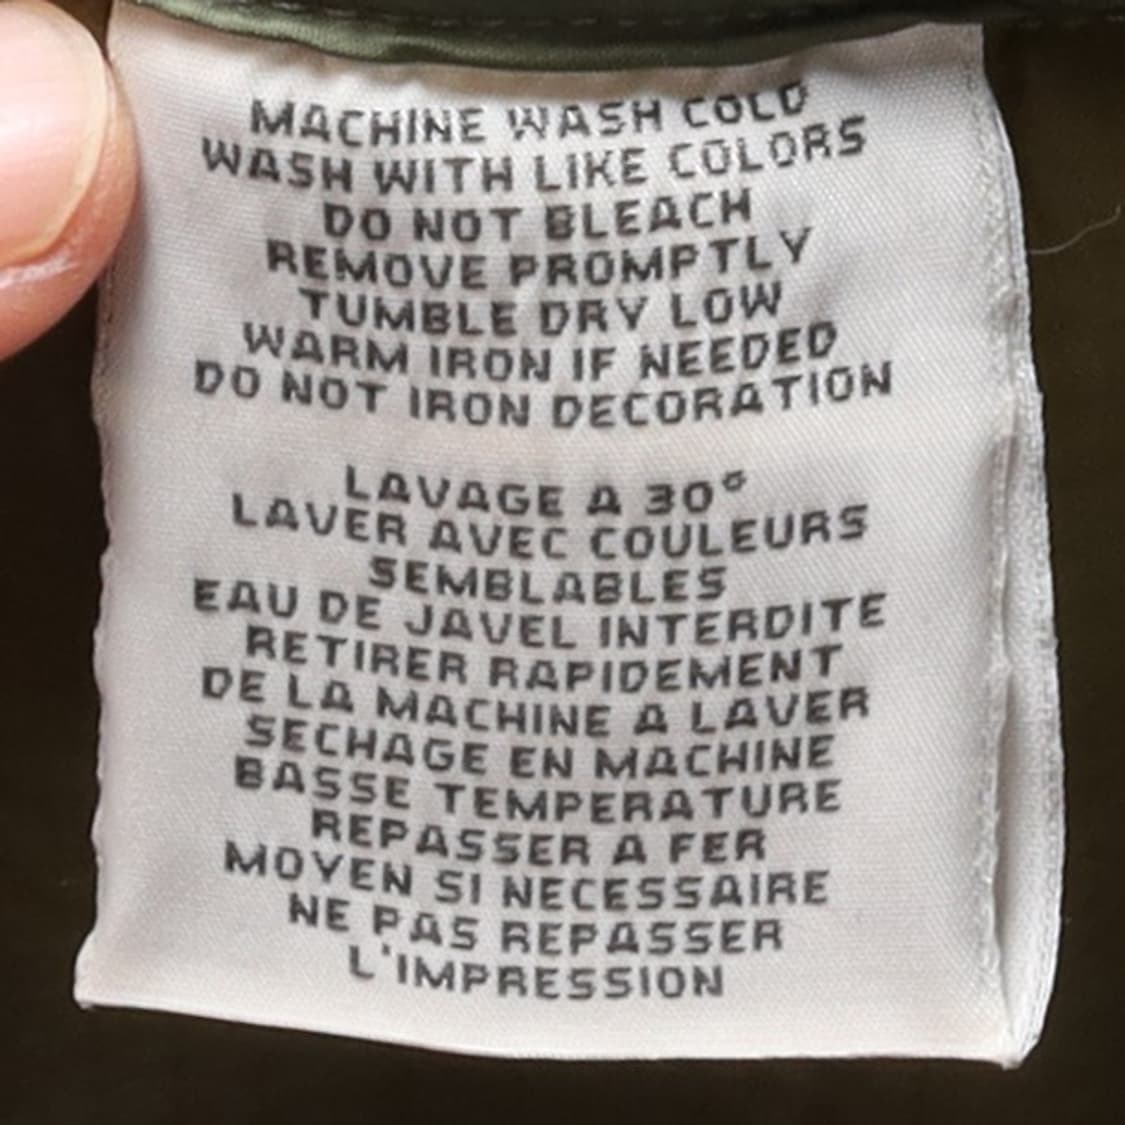 MACHINE WASH COLD
WASH WITH LIKE COLORS
DO NOT BLEACH
REMOVE PROMPTLY
TUMBLE DRY LOW
WARM IRON IF NEEDED
DO NOT IRON DECORATION
LAVAGE A 30°
LAVER AVEC COULEURS
SEMBLABLES
EAU DE JAVEL INTERDITE
RETIRER RAPIDEMENT
DE LA MACHINE A LAVER
SECHAGE EN MACHINE
BASSE TEMPERATURE
REPASSER A FER
MOYEN SI NECESSAIRE
NE PAS REPASSER
L'IMPRESSION